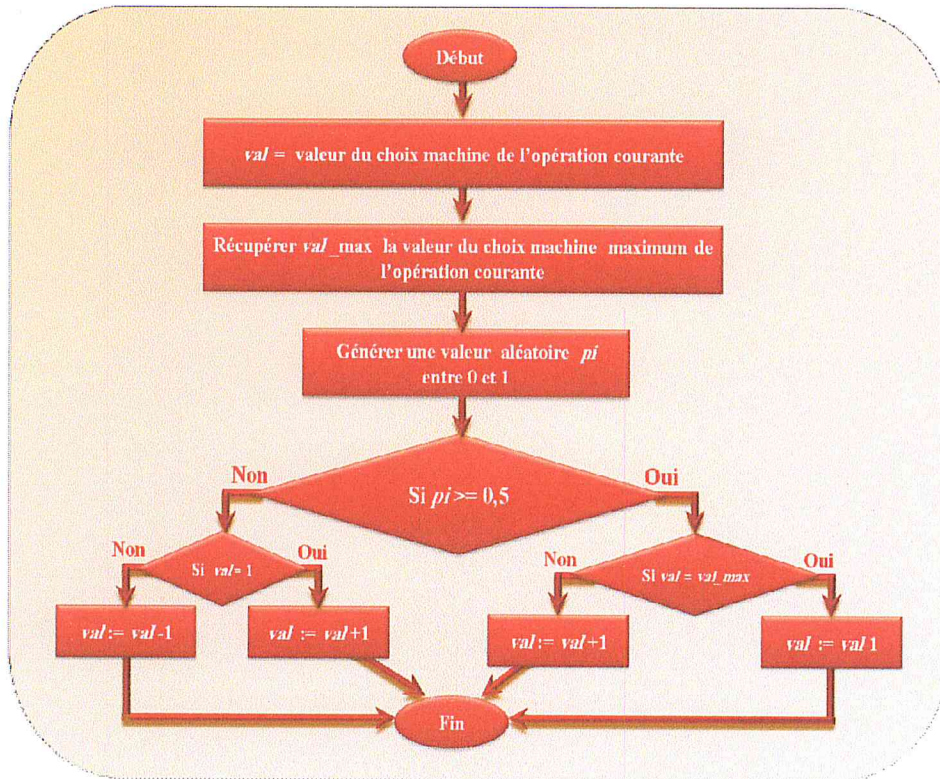 Début
val = valeur du choix machine de l'opération courante
Récupérer val_max la valeur du choix machine maximum de
l'opération courante
Générer une valeur aléatoire pi
entre 0 et 1
Non
Oui
Si pi >= 0,5
Non
Oui
Si val = 1
Non
Oui
Si val = val_max
val := val -1
val := val +1
val := val +1
val := val 1
Fin